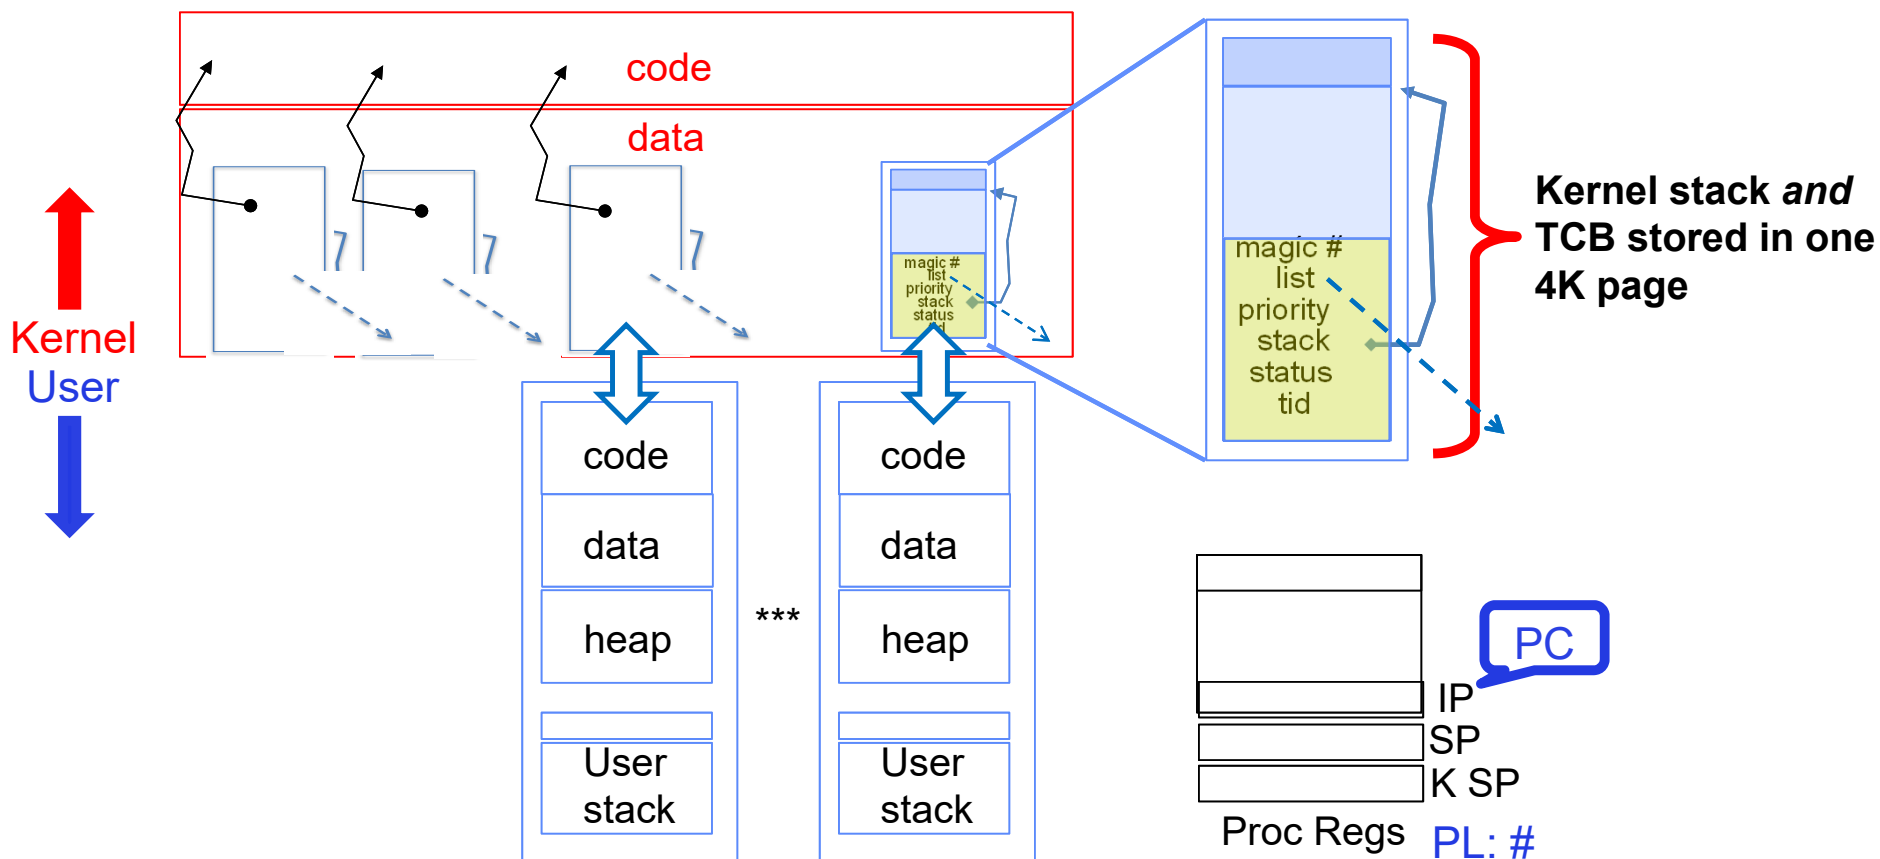 code
data
magic #
list
priority
stack
status
tid
magic #
list
priority
stack
status
tid
Kernel stack and
TCB stored in one
4K page
Kernel
User
code
data
heap
User
stack
***
code
data
heap
User
stack
PC
IP
SP
K SP
Proc Regs
PL: #